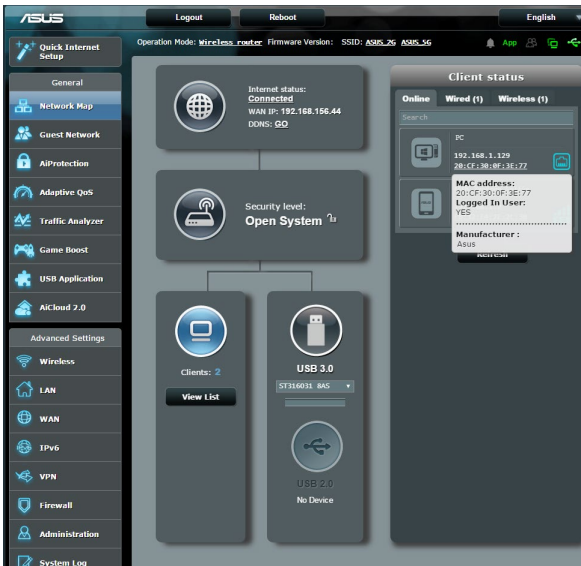 ASUS
Logout
Reboot
English
Quick Internet
Setup
Operation Mode: Wireless router Firmware Version: SSID: ASUS_2G ASUS_5G
App
General
Network Map
Guest Network
AiProtection
Adaptive QoS
Traffic Analyzer
Game Boost
USB Application
AiCloud 2.0
Advanced Settings
Wireless
LAN
WAN
IPv6
VPN
Firewall
Administration
System Log
Internet status:
Connected
WAN IP: 192.168.156.44
DDNS: GO
Security level:
Open System
Clients: 2
View List
USB 3.0
ST316031 8AS
USB 2.0
No Device
Client status
Online
Wired (1)
Wireless (1)
Search
PC
192.168.1.129
20:CF:30:0F:3E:77
MAC address:
20:CF:30:0F:3E:77
Logged In User:
YES
Manufacturer :
Asus
Refresh